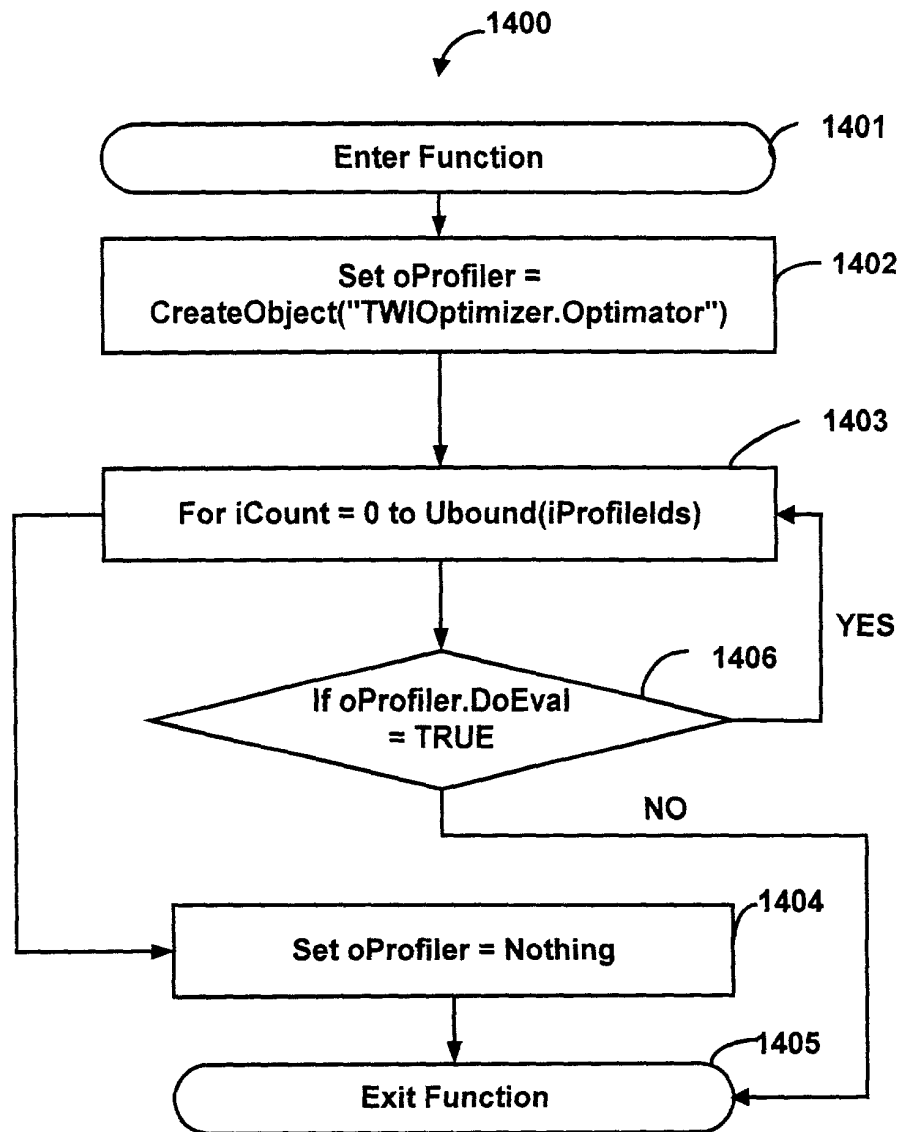 1400
Enter Function
1401
Set oProfiler =
CreateObject("TWIOptimizer.Optimator")
1402
1403
For iCount = 0 to Ubound(iProfileIds)
YES
1406
If oProfiler.DoEval
= TRUE
NO
1404
Set oProfiler = Nothing
1405
Exit Function